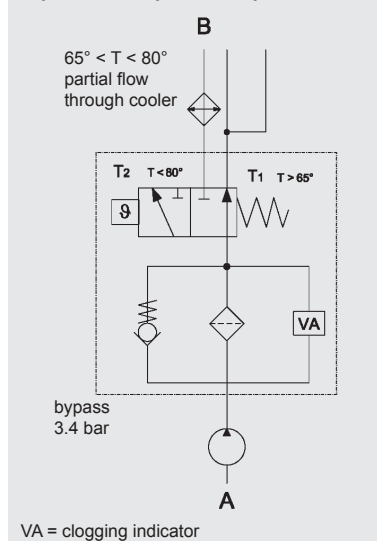 B
65° < T < 80°
partial flow
through cooler
T2 T < 80°
T1 T > 65°
ϑ
VA
bypass
3.4 bar
A
VA = clogging indicator